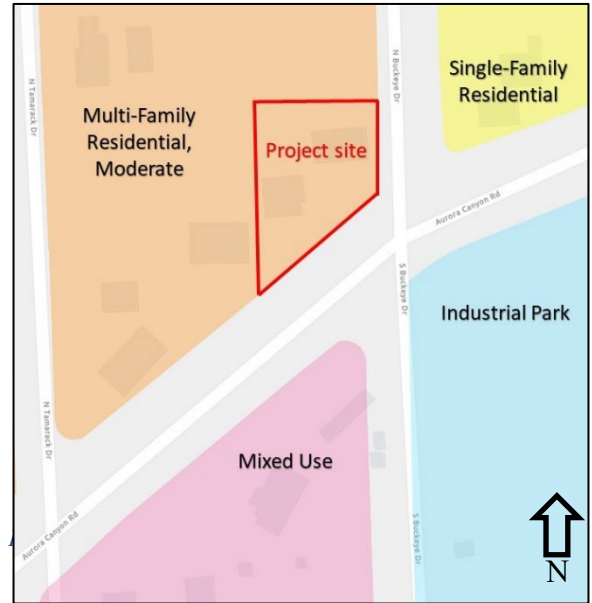 N Tamarack Dr
N Buckeye Dr
Single-Family
Residential
Multi-Family
Residential,
Moderate
Project site
Aurora Canyon Rd
S Buckeye Dr
Industrial Park
N Tamarack Dr
Mixed Use
Aurora Canyon Rd
S Buckeye Dr
N